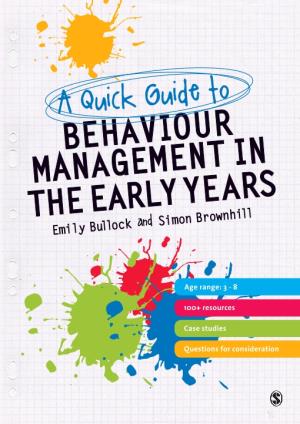 A Quick Guide to
BEHAVIOUR
MANAGEMENT IN
THE EARLY YEARS
Emily Bullock and Simon Brownhill
Age range: 3 - 8
100+ resources
Case studies
Questions for consideration
S